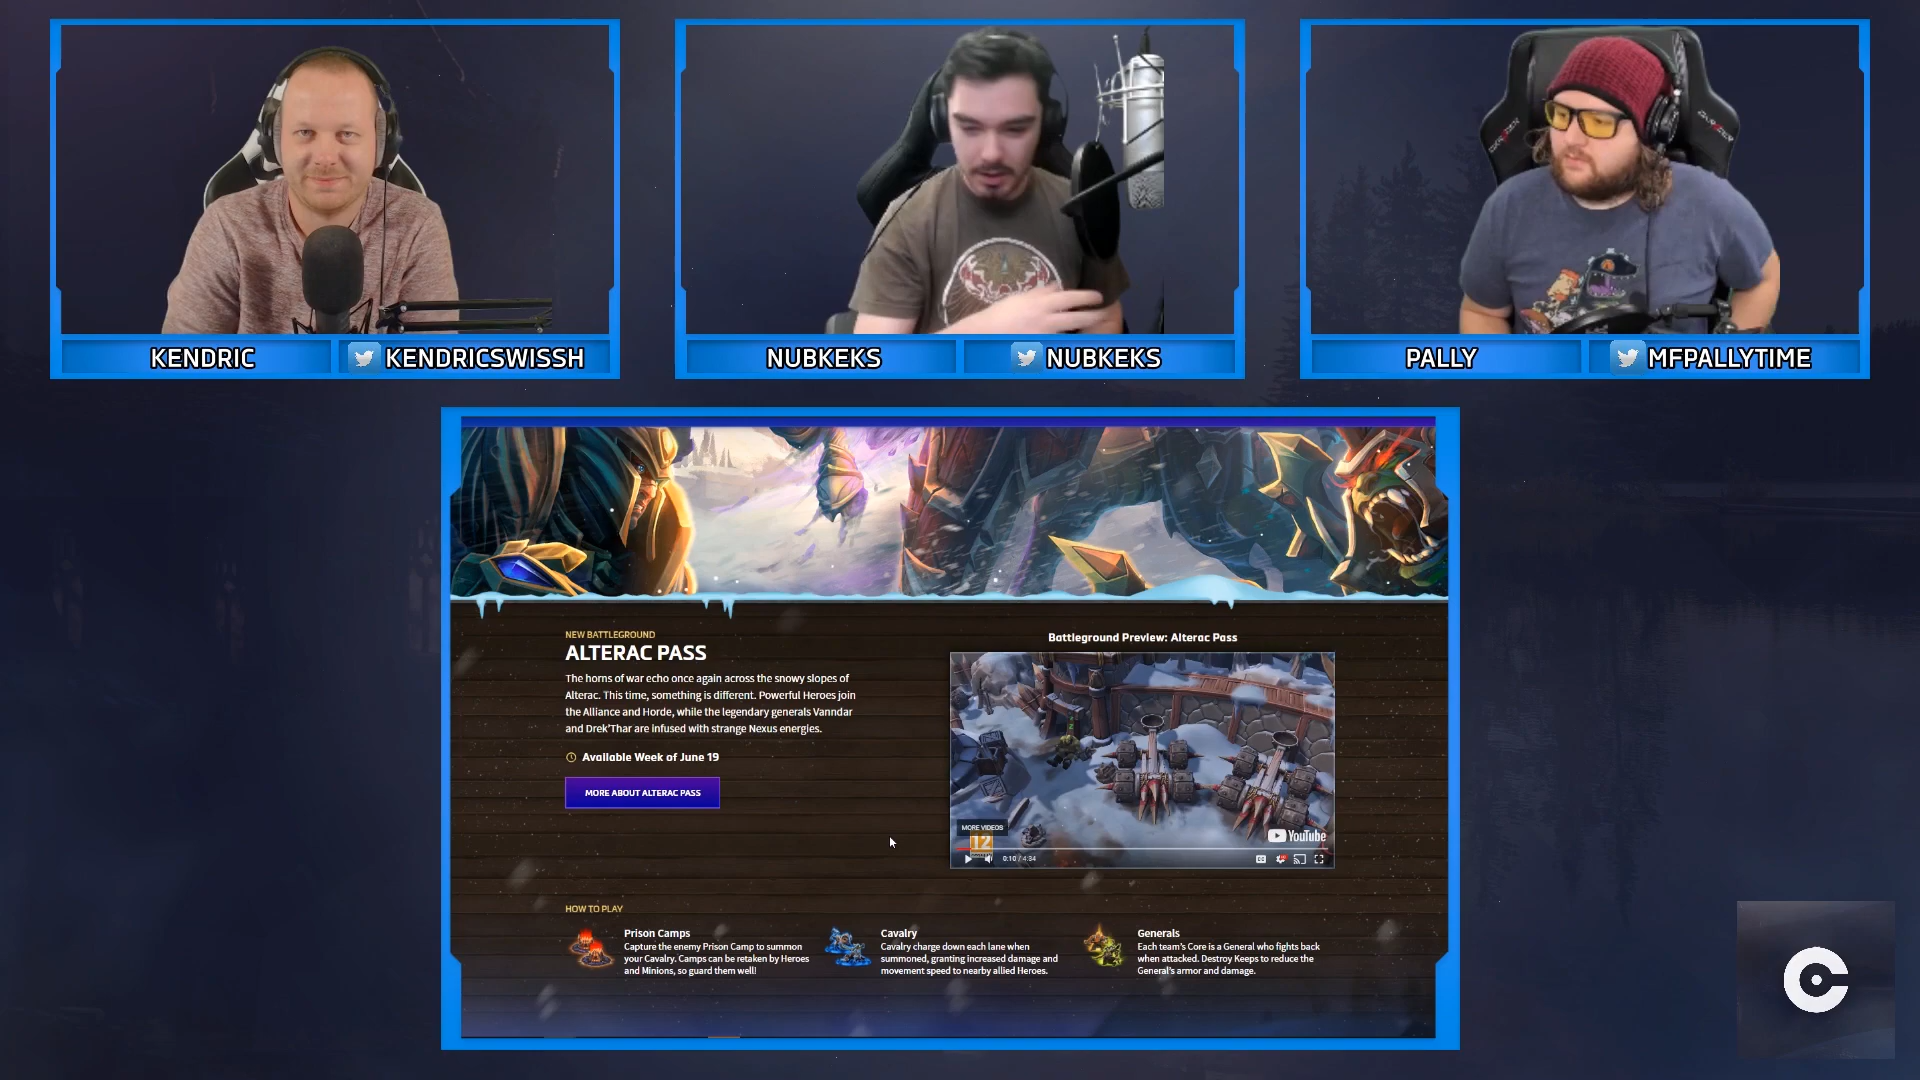 KENDRIC
KENDRICSWISSH
NUBKEKS
NUBKEKS
PALLY
MFPALLYTIME
NEW BATTLEGROUND
ALTERAC PASS
The horns of war echo once again across the snowy slopes of
Alterac. This time, something is different. Powerful Heroes join
the Alliance and Horde, while the legendary generals Vanndar
and Drek'Thar are infused with strange Nexus energies.
Available Week of June 19
MORE ABOUT ALTERAC PASS
Battleground Preview: Alterac Pass
MORE VIDEOS
12
YouTube
0:10 / 4:34
HOW TO PLAY
Prison Camps
Capture the enemy Prison Camp to summon
your Cavalry. Camps can be retaken by Heroes
and Minions, so guard them well!
Cavalry
Cavalry charge down each lane when
summoned, granting increased damage and
movement speed to nearby allied Heroes.
Generals
Each team's Core is a General who fights back
when attacked. Destroy Keeps to reduce the
General's armor and damage.